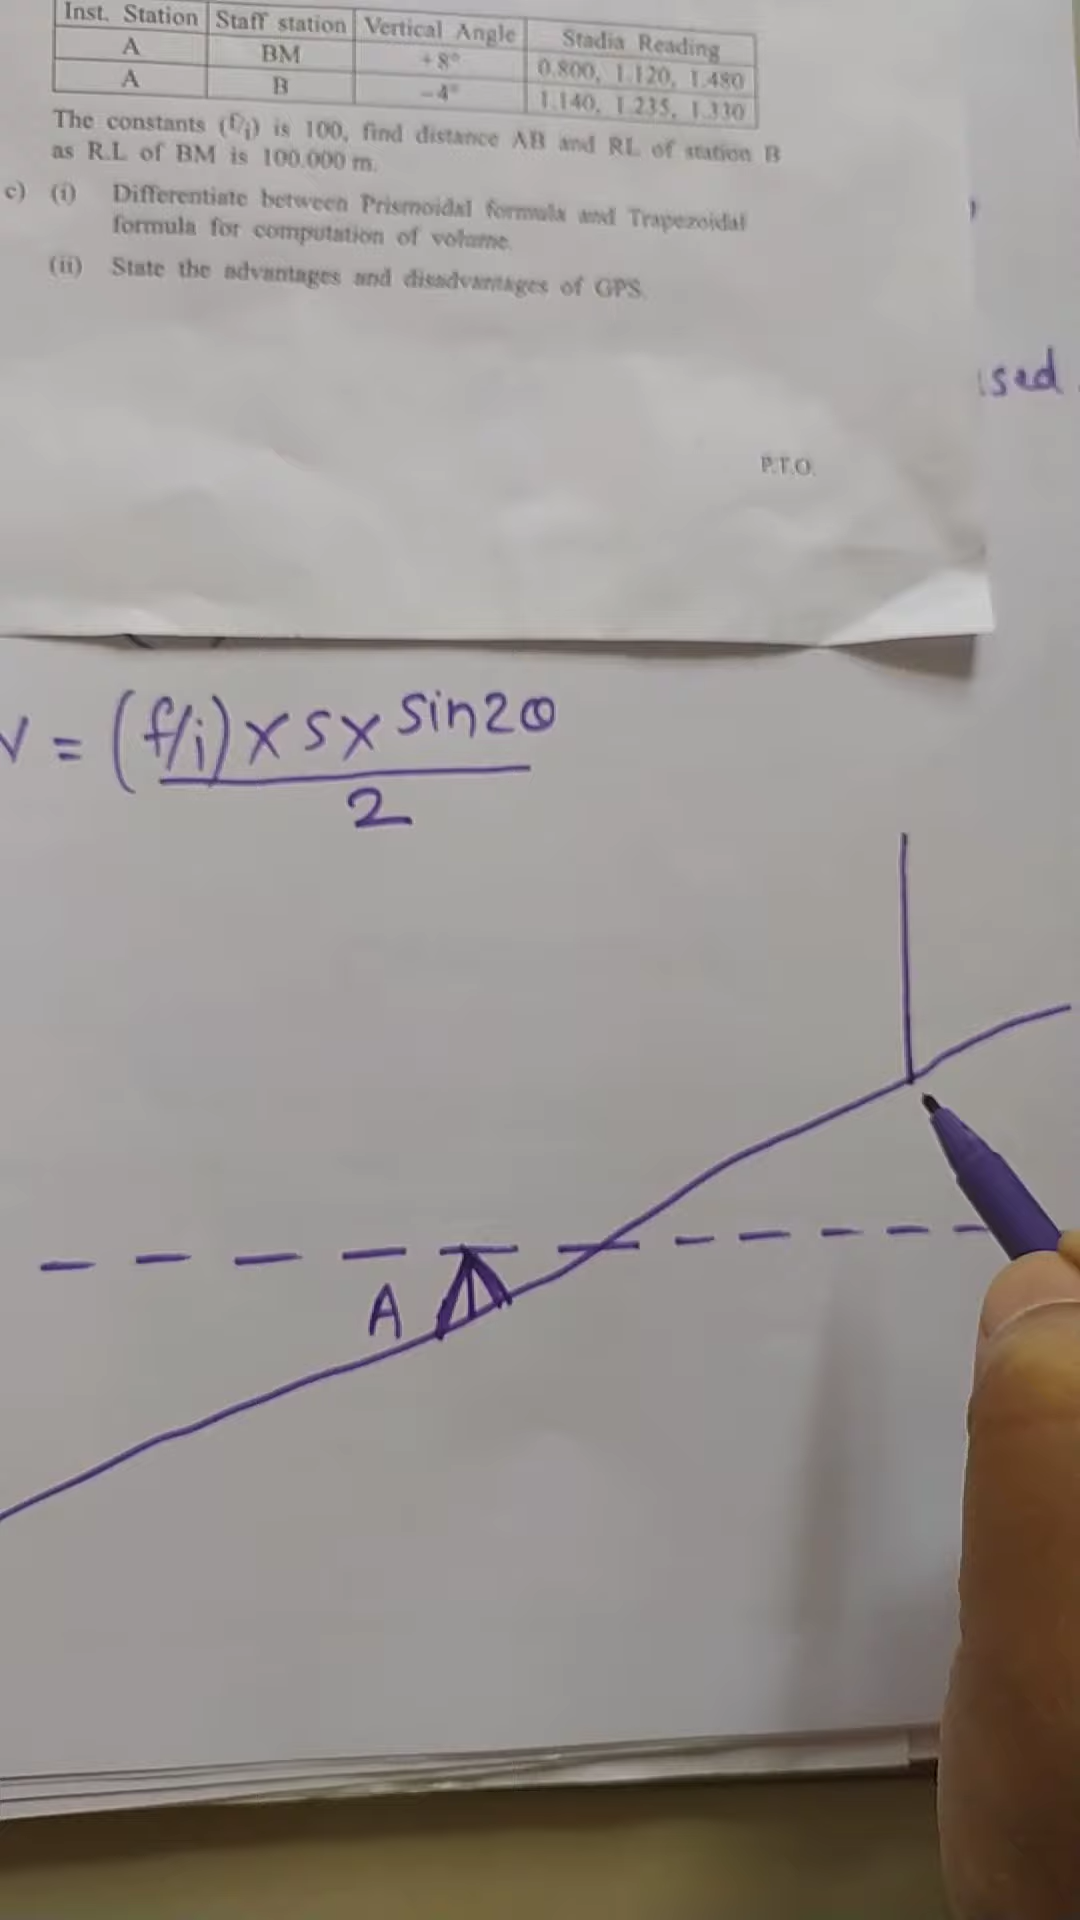 Inst. Station Staff station Vertical Angle Stadia Reading
A BM +8° 0.800, 1.120, 1.480
A B -4° 1.140, 1.235, 1.330
The constants (f/i) is 100, find distance AB and RL of station B
as R.L of BM is 100.000 m.
c) (i) Differentiate between Prismoidal formula and Trapezoidal
formula for computation of volume.
(ii) State the advantages and disadvantages of GPS.
sed
P.T.O.
V = (f/i) x s x sin2θ
2
A